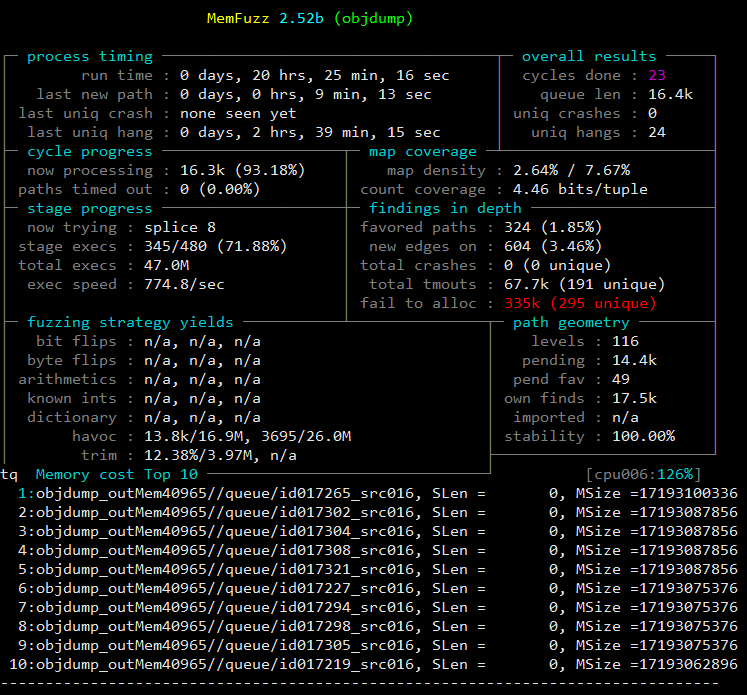 MemFuzz 2.52b (objdump)
process timing overall results
run time : 0 days, 20 hrs, 25 min, 16 sec cycles done : 23
last new path : 0 days, 0 hrs, 9 min, 13 sec queue len : 16.4k
last uniq crash : none seen yet uniq crashes : 0
last uniq hang : 0 days, 2 hrs, 39 min, 15 sec uniq hangs : 24
cycle progress map coverage
now processing : 16.3k (93.18%) map density : 2.64% / 7.67%
paths timed out : 0 (0.00%) count coverage : 4.46 bits/tuple
stage progress findings in depth
now trying : splice 8 favored paths : 324 (1.85%)
stage execs : 345/480 (71.88%) new edges on : 604 (3.46%)
total execs : 47.0M total crashes : 0 (0 unique)
exec speed : 774.8/sec total tmouts : 67.7k (191 unique)
fail to alloc : 335k (295 unique)
fuzzing strategy yields path geometry
bit flips : n/a, n/a, n/a levels : 116
byte flips : n/a, n/a, n/a pending : 14.4k
arithmetics : n/a, n/a, n/a pend fav : 49
known ints : n/a, n/a, n/a own finds : 17.5k
dictionary : n/a, n/a, n/a imported : n/a
havoc : 13.8k/16.9M, 3695/26.0M stability : 100.00%
trim : 12.38%/3.97M, n/a
tq Memory cost Top 10 [cpu006:126%]
1:objdump_outMem40965//queue/id017265_src016, SLen = 0, MSize =17193100336
2:objdump_outMem40965//queue/id017302_src016, SLen = 0, MSize =17193087856
3:objdump_outMem40965//queue/id017304_src016, SLen = 0, MSize =17193087856
4:objdump_outMem40965//queue/id017308_src016, SLen = 0, MSize =17193087856
5:objdump_outMem40965//queue/id017321_src016, SLen = 0, MSize =17193087856
6:objdump_outMem40965//queue/id017227_src016, SLen = 0, MSize =17193075376
7:objdump_outMem40965//queue/id017294_src016, SLen = 0, MSize =17193075376
8:objdump_outMem40965//queue/id017298_src016, SLen = 0, MSize =17193075376
9:objdump_outMem40965//queue/id017305_src016, SLen = 0, MSize =17193075376
10:objdump_outMem40965//queue/id017219_src016, SLen = 0, MSize =17193062896
--------------------------------------------------------------------------------